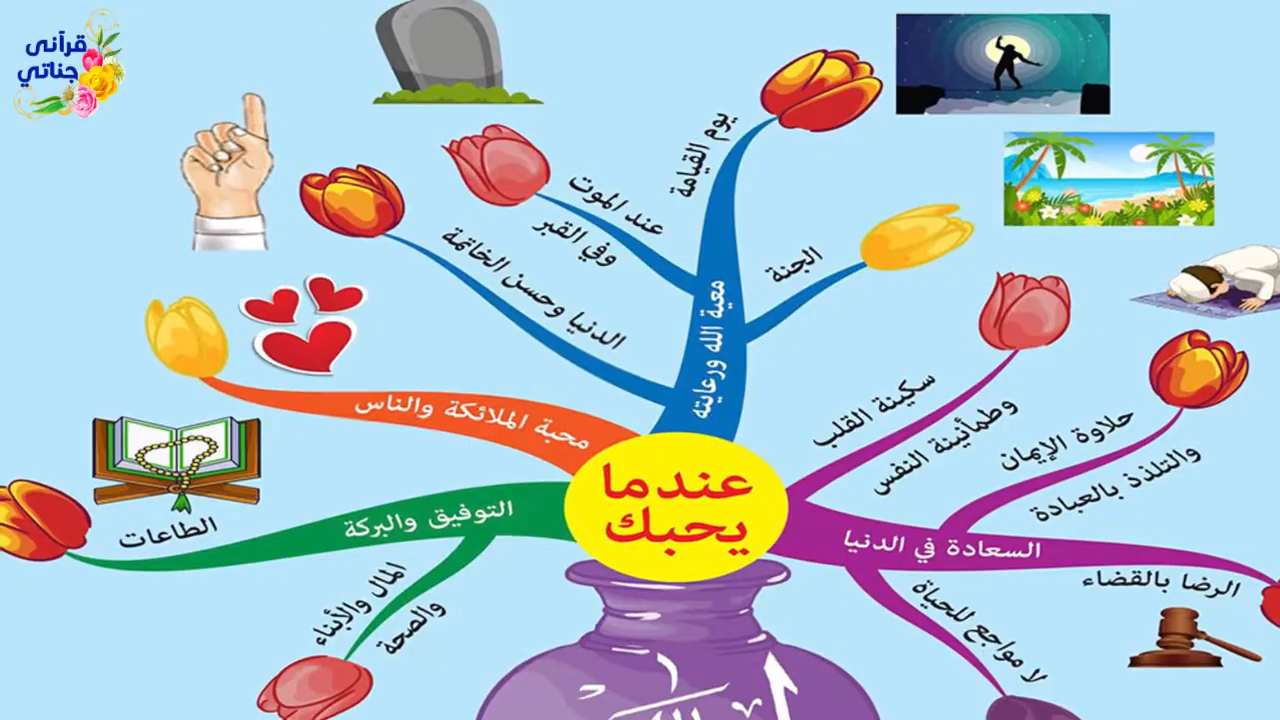 قرآنى
جناتي
عندما
يحبك
معية الله ورعايته
يوم القيامة
الجنة
عند الموت
وفي القبر
الدنيا وحسن الخاتمة
محبة الملائكة والناس
التوفيق والبركة
الطاعات
المال والأبناء
والصحة
السعادة في الدنيا
سكينة القلب
وطمأنينة النفس
حلاوة الإيمان
والتلذذ بالعبادة
الرضا بالقضاء
لا مواجع للحياة